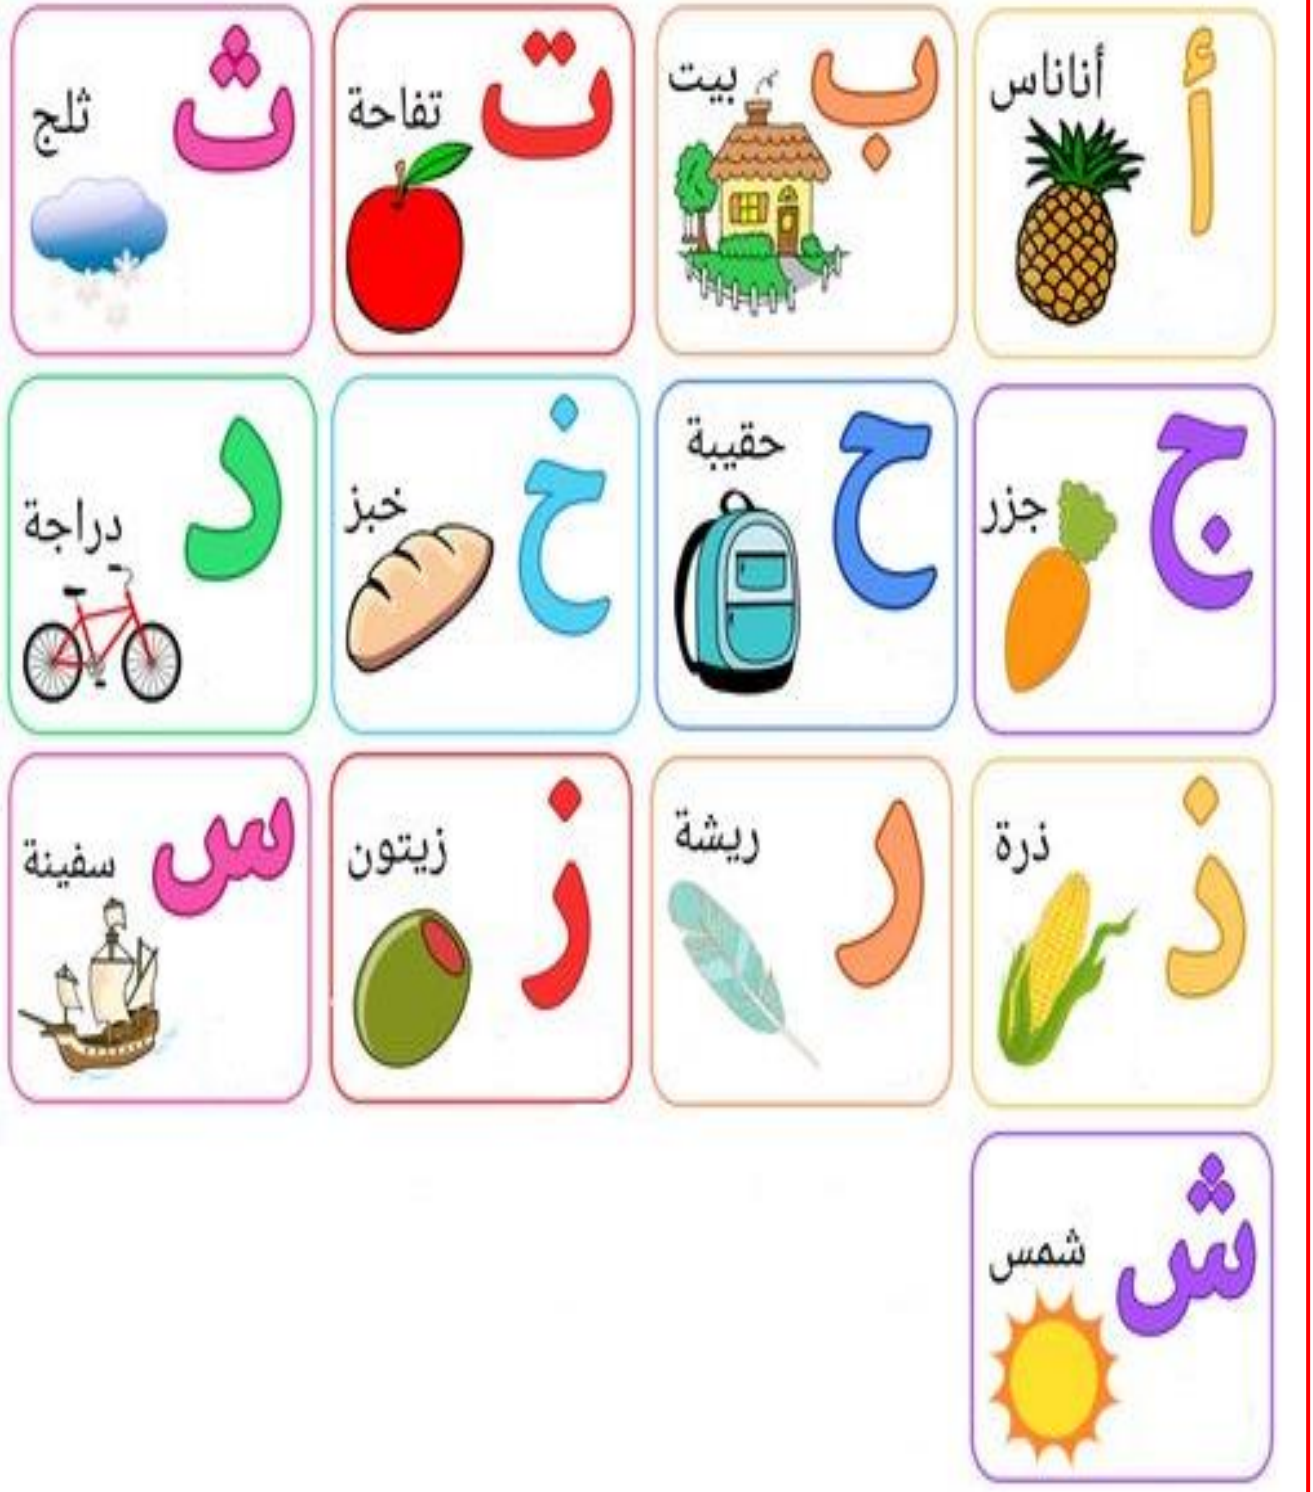 أ
أناناس
ب
بيت
ت
تفاحة
ث
ثلج
ج
جزر
ح
حقيبة
خ
خبز
د
دراجة
ذ
ذرة
ر
ريشة
ز
زيتون
س
سفينة
ش
شمس